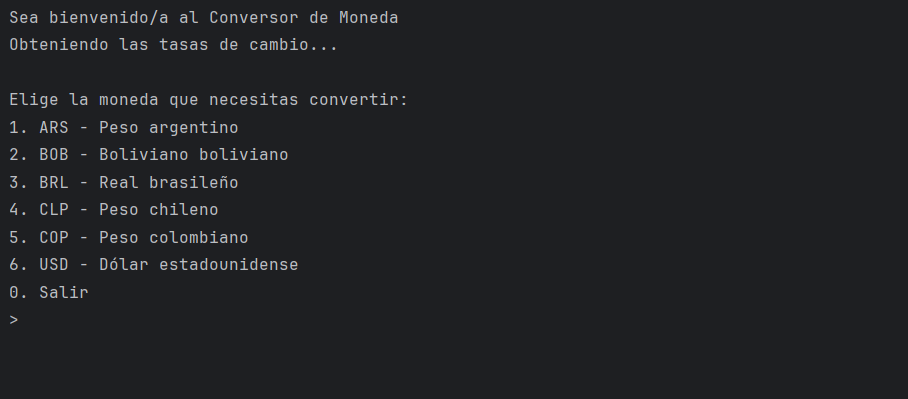 Sea bienvenido/a al Conversor de Moneda
Obteniendo las tasas de cambio...
Elige la moneda que necesitas convertir:
1. ARS - Peso argentino
2. BOB - Boliviano boliviano
3. BRL - Real brasileño
4. CLP - Peso chileno
5. COP - Peso colombiano
6. USD - Dólar estadounidense
0. Salir
>